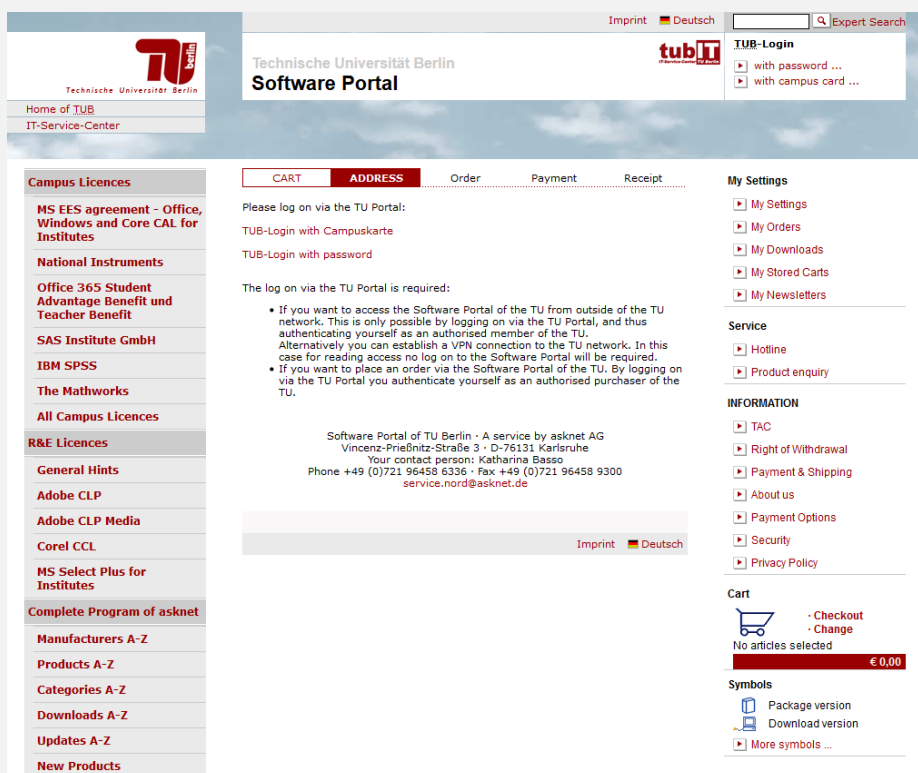 Imprint Deutsch Expert Search
Technische Universität Berlin
Home of TUB
IT-Service-Center
Technische Universität Berlin
Software Portal
tubIT
IT-Service-Center TU Berlin
TUB-Login
with password ...
with campus card ...
Campus Licences
MS EES agreement - Office,
Windows and Core CAL for
Institutes
National Instruments
Office 365 Student
Advantage Benefit und
Teacher Benefit
SAS Institute GmbH
IBM SPSS
The Mathworks
All Campus Licences
R&E Licences
General Hints
Adobe CLP
Adobe CLP Media
Corel CCL
MS Select Plus for
Institutes
Complete Program of asknet
Manufacturers A-Z
Products A-Z
Categories A-Z
Downloads A-Z
Updates A-Z
New Products
CART ADDRESS Order Payment Receipt
Please log on via the TU Portal:
TUB-Login with Campuskarte
TUB-Login with password
The log on via the TU Portal is required:
• If you want to access the Software Portal of the TU from outside of the TU
network. This is only possible by logging on via the TU Portal, and thus
authenticating yourself as an authorised member of the TU.
Alternatively you can establish a VPN connection to the TU network. In this
case for reading access no log on to the Software Portal will be required.
• If you want to place an order via the Software Portal of the TU. By logging on
via the TU Portal you authenticate yourself as an authorised purchaser of the
TU.
Software Portal of TU Berlin · A service by asknet AG
Vincenz-Prießnitz-Straße 3 · D-76131 Karlsruhe
Your contact person: Katharina Basso
Phone +49 (0)721 96458 6336 · Fax +49 (0)721 96458 9300
service.nord@asknet.de
Imprint Deutsch
My Settings
My Settings
My Orders
My Downloads
My Stored Carts
My Newsletters
Service
Hotline
Product enquiry
INFORMATION
TAC
Right of Withdrawal
Payment & Shipping
About us
Payment Options
Security
Privacy Policy
Cart
· Checkout
· Change
No articles selected
€ 0,00
Symbols
Package version
Download version
More symbols ...